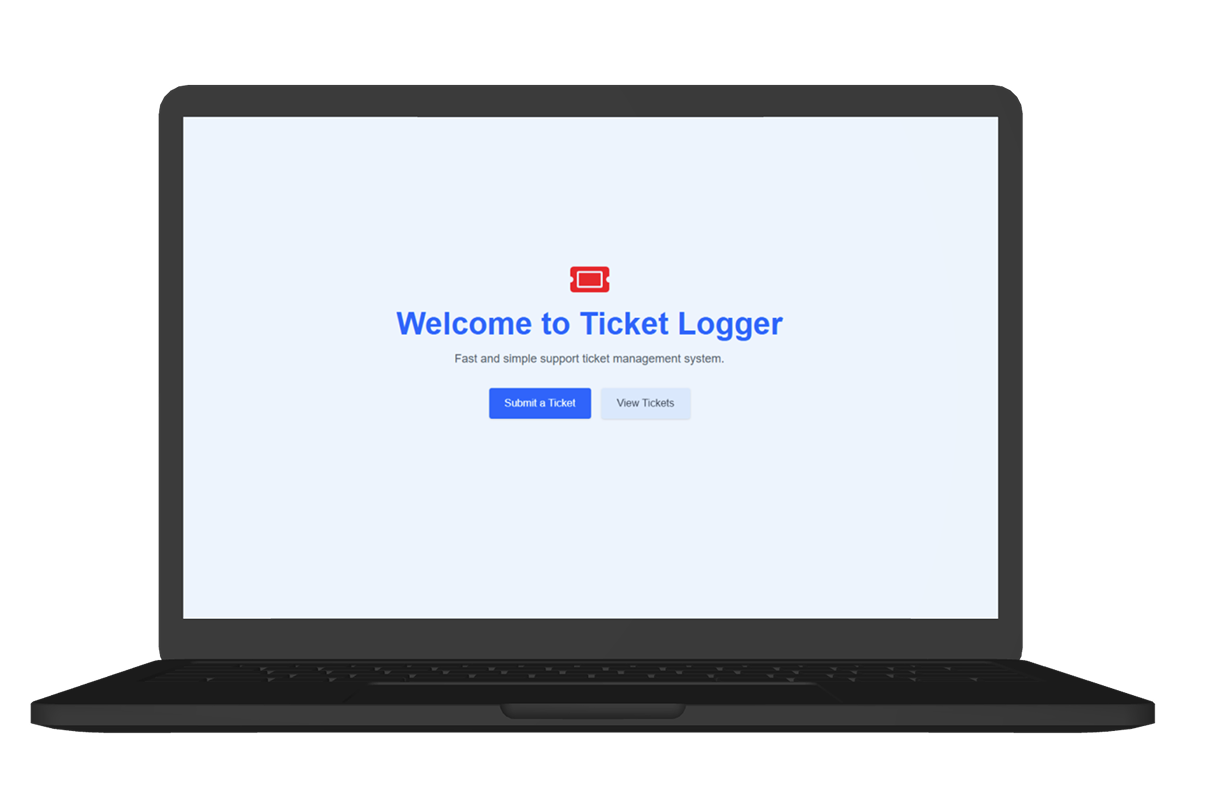 Welcome to Ticket Logger
Fast and simple support ticket management system.
Submit a Ticket
View Tickets